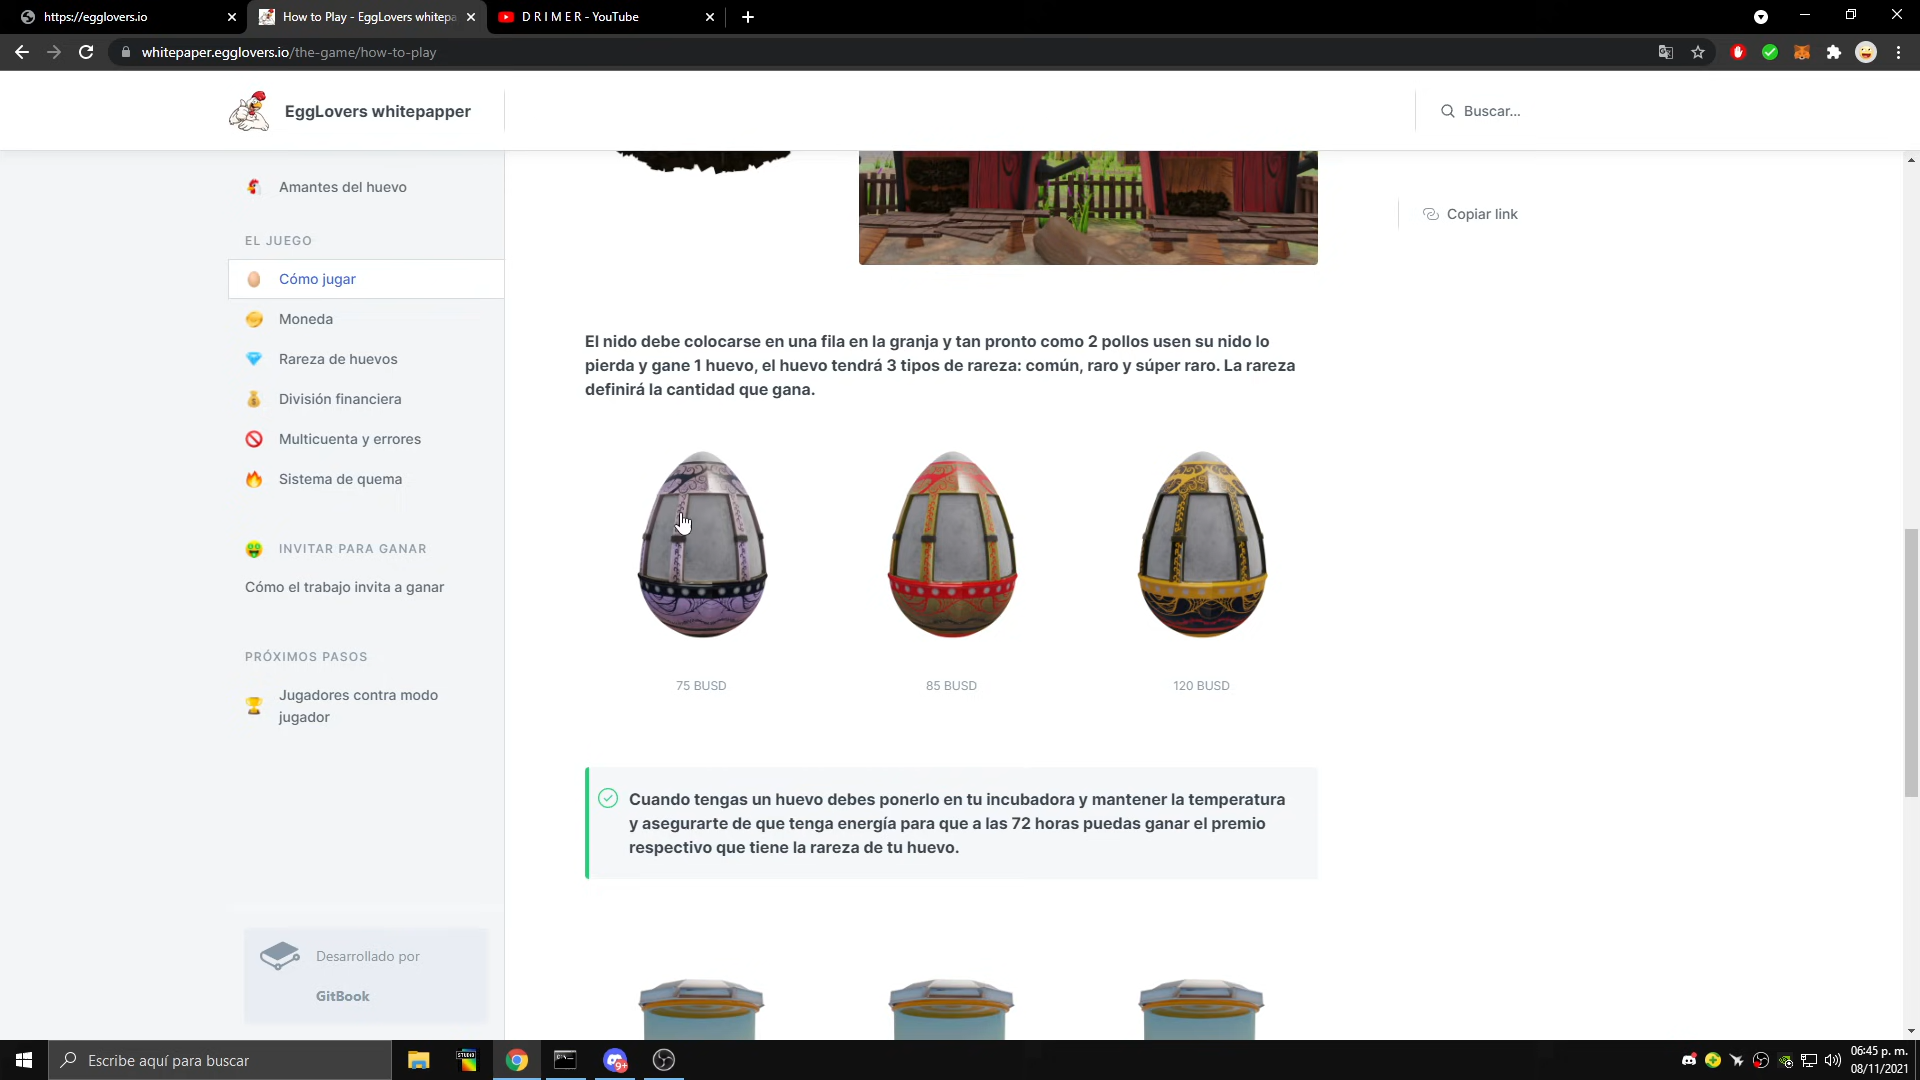 https://egglovers.io
How to Play - EggLovers whitepa
D R I M E R - YouTube
whitepaper.egglovers.io/the-game/how-to-play
EggLovers whitepapper
Buscar...
Amantes del huevo
EL JUEGO
Cómo jugar
Moneda
Rareza de huevos
División financiera
Multicuenta y errores
Sistema de quema
INVITAR PARA GANAR
Cómo el trabajo invita a ganar
PRÓXIMOS PASOS
Jugadores contra modo
jugador
Desarrollado por
GitBook
Copiar link
El nido debe colocarse en una fila en la granja y tan pronto como 2 pollos usen su nido lo
pierda y gane 1 huevo, el huevo tendrá 3 tipos de rareza: común, raro y súper raro. La rareza
definirá la cantidad que gana.
75 BUSD
85 BUSD
120 BUSD
Cuando tengas un huevo debes ponerlo en tu incubadora y mantener la temperatura
y asegurarte de que tenga energía para que a las 72 horas puedas ganar el premio
respectivo que tiene la rareza de tu huevo.
Escribe aquí para buscar
STUDIO
9+
06:45 p. m.
08/11/2021